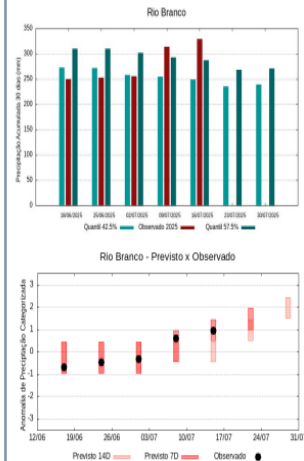 Rio Branco
Precipitação Acumulada 30 dias (mm)
350
300
250
200
150
100
50
0
18/06/2025 25/06/2025 02/07/2025 09/07/2025 16/07/2025 23/07/2025 30/07/2025
Quantil 42.5% Observado 2025 Quantil 57.5%
Rio Branco - Previsto x Observado
Anomalia de Precipitação Categorizada
3
2
1
0
-1
-2
-3
12/06 19/06 26/06 03/07 10/07 17/07 24/07 31/07
Previsto 14D Previsto 7D Observado